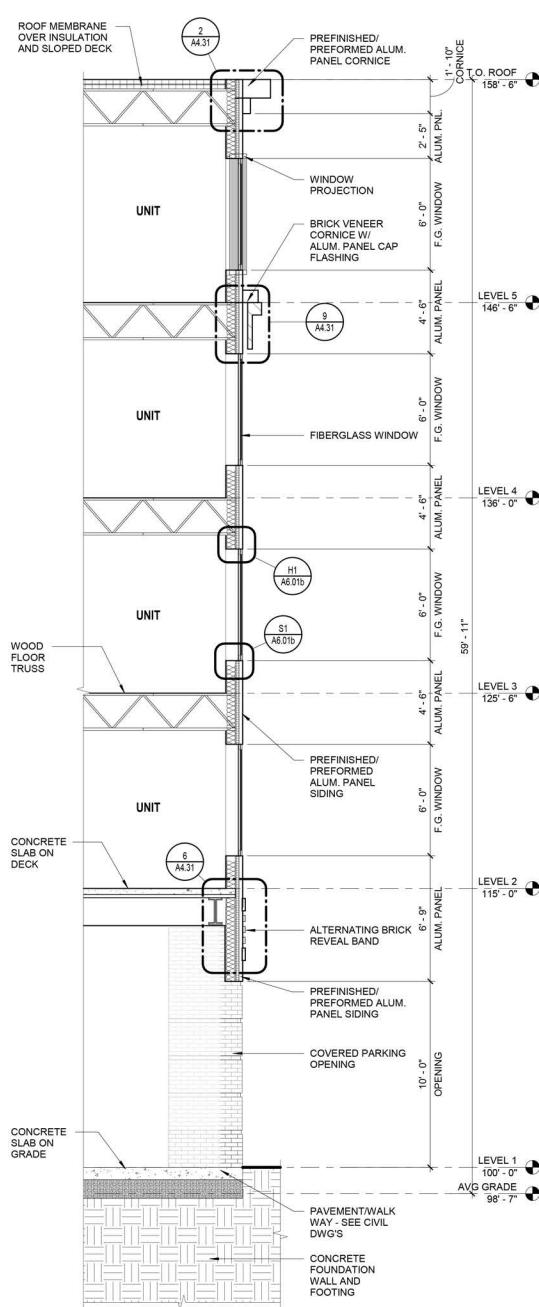 ROOF MEMBRANE
OVER INSULATION
AND SLOPED DECK
2
A4.31
PREFINISHED/
PREFORMED ALUM.
PANEL CORNICE
1' - 10"
CORNICE
T.O. ROOF
158' - 6"
2' - 5"
ALUM. PNL.
WINDOW
PROJECTION
UNIT
6' - 0"
F.G. WINDOW
BRICK VENEER
CORNICE W/
ALUM. PANEL CAP
FLASHING
LEVEL 5
146' - 6"
9
A4.31
4' - 6"
ALUM. PANEL
UNIT
6' - 0"
F.G. WINDOW
FIBERGLASS WINDOW
LEVEL 4
136' - 0"
4' - 6"
ALUM. PANEL
H1
A6.01b
UNIT
6' - 0"
F.G. WINDOW
S1
A6.01b
59' - 11"
WOOD
FLOOR
TRUSS
LEVEL 3
125' - 6"
4' - 6"
ALUM. PANEL
PREFINISHED/
PREFORMED
ALUM. PANEL
SIDING
UNIT
6' - 0"
F.G. WINDOW
CONCRETE
SLAB ON
DECK
6
A4.31
LEVEL 2
115' - 0"
6' - 9"
ALUM. PANEL
ALTERNATING BRICK
REVEAL BAND
PREFINISHED/
PREFORMED ALUM.
PANEL SIDING
COVERED PARKING
OPENING
10' - 0"
OPENING
CONCRETE
SLAB ON
GRADE
LEVEL 1
100' - 0"
AVG GRADE
98' - 7"
PAVEMENT/WALK
WAY - SEE CIVIL
DWG'S
CONCRETE
FOUNDATION
WALL AND
FOOTING